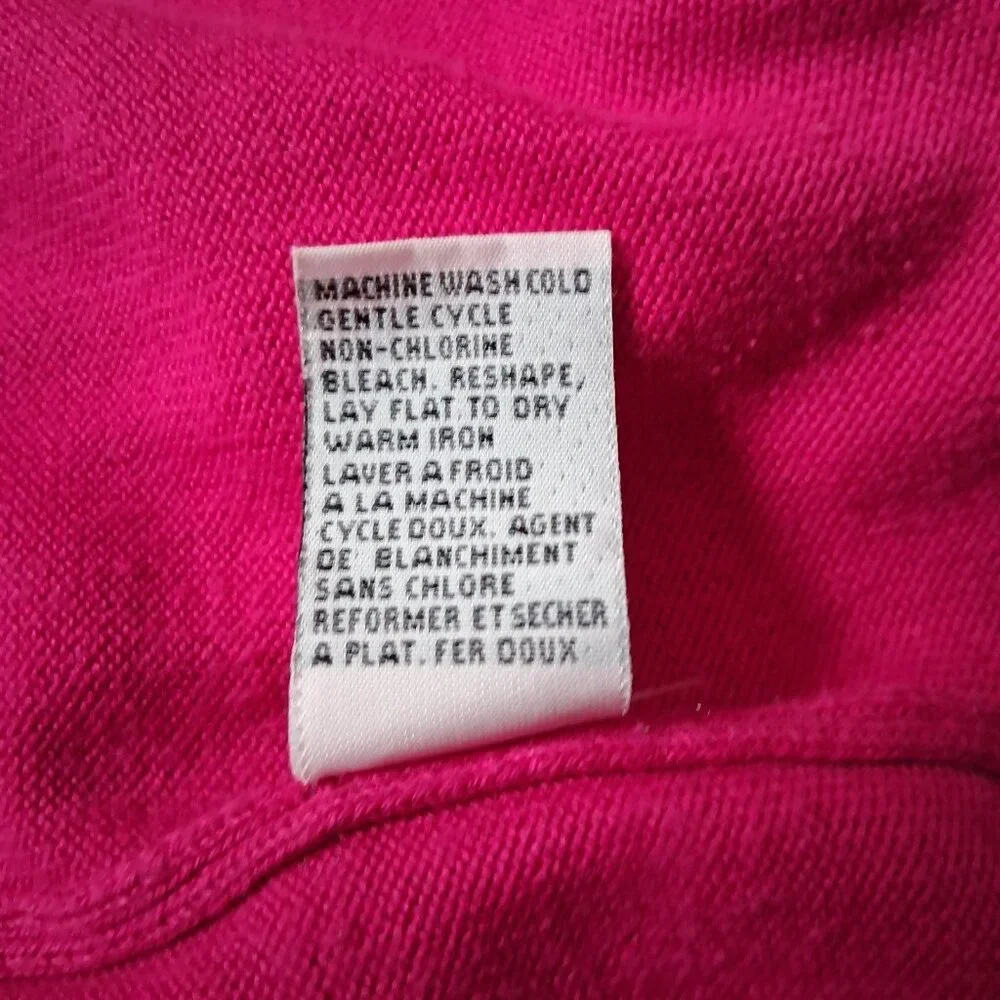 MACHINE WASH COLD
GENTLE CYCLE
NON-CHLORINE
BLEACH. RESHAPE,
LAY FLAT TO DRY
WARM IRON
LAVER A FROID
A LA MACHINE
CYCLE DOUX. AGENT
DE BLANCHIMENT
SANS CHLORE
REFORMER ET SECHER
A PLAT. FER DOUX